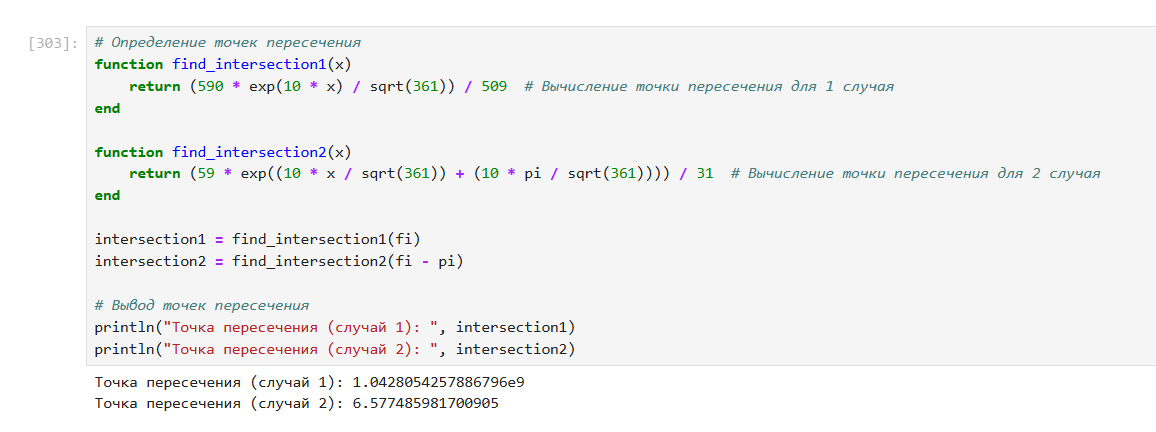 [303]:
# Определение точек пересечения
function find_intersection1(x)
    return (590 * exp(10 * x) / sqrt(361)) / 509  # Вычисление точки пересечения для 1 случая
end

function find_intersection2(x)
    return (59 * exp((10 * x / sqrt(361)) + (10 * pi / sqrt(361)))) / 31  # Вычисление точки пересечения для 2 случая
end

intersection1 = find_intersection1(fi)
intersection2 = find_intersection2(fi - pi)

# Вывод точек пересечения
println("Точка пересечения (случай 1): ", intersection1)
println("Точка пересечения (случай 2): ", intersection2)
Точка пересечения (случай 1): 1.0428054257886796e9
Точка пересечения (случай 2): 6.577485981700905